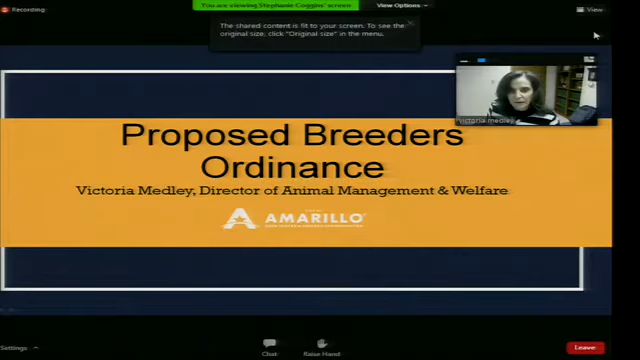 Recording:
You are viewing Stephanie Coggins' screen
View Options
View
The shared content is fit to your screen. To see the
original size, click "Original size" in the menu.
Victoria medley
Proposed Breeders
Ordinance
Victoria Medley, Director of Animal Management & Welfare
AMARILLO
Settings
Chat
Raise Hand
Leave